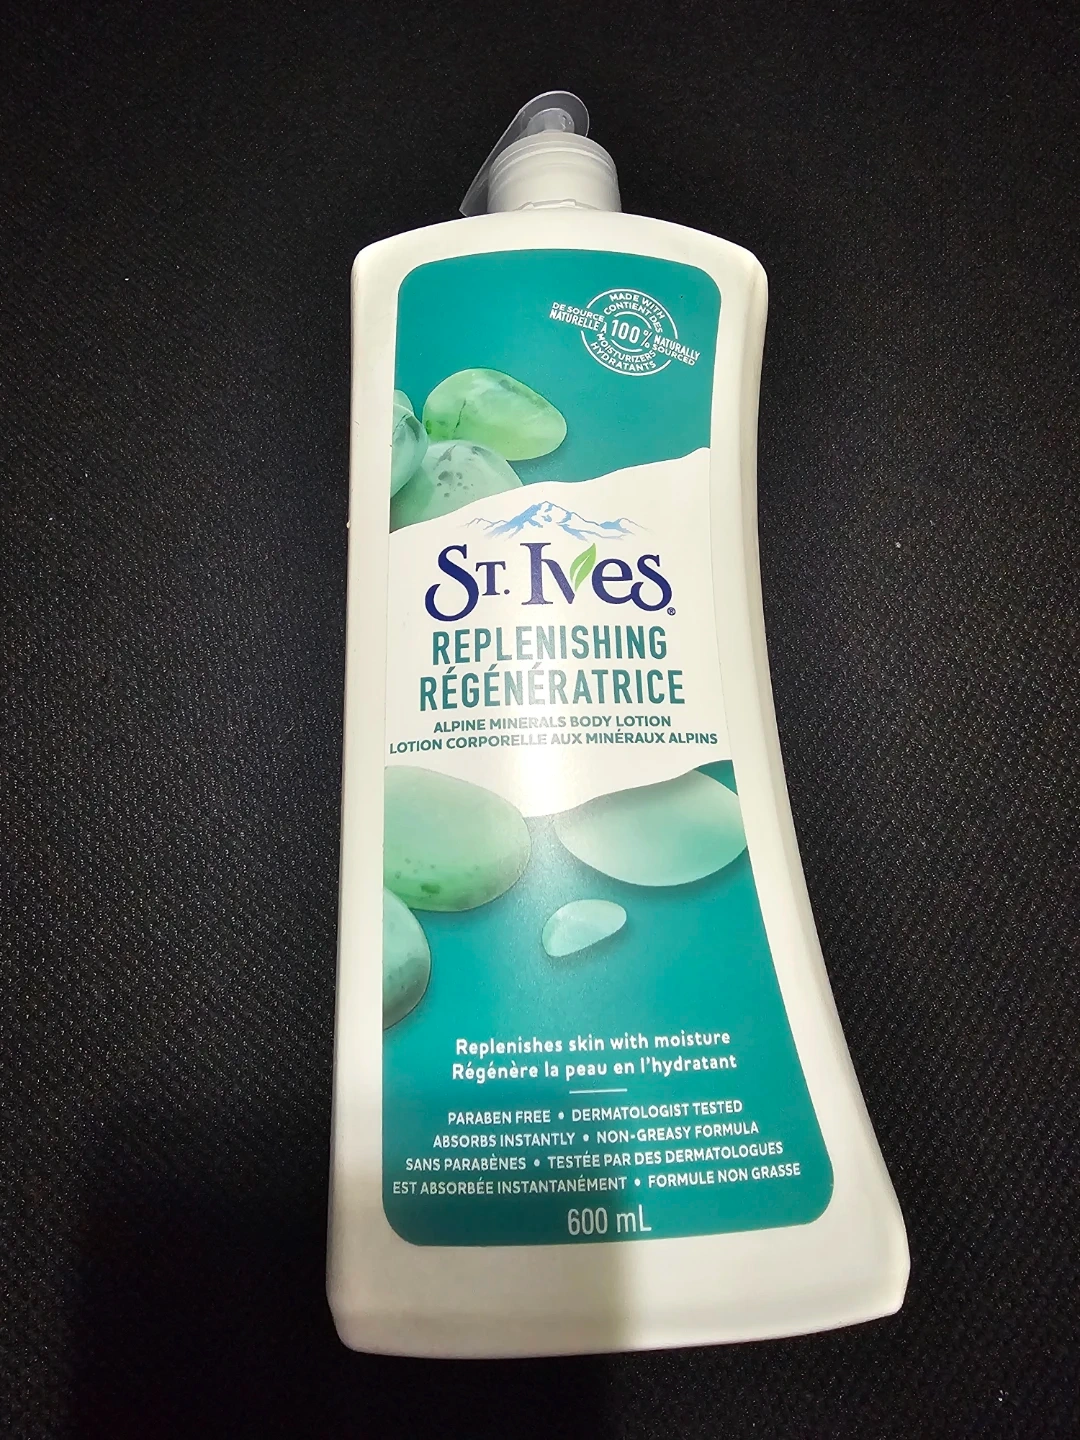 MADE WITH
CONTIENT DES
DE SOURCE
NATURELLE À
100%
NATURALLY
SOURCED
MOISTURIZERS
HYDRATANTS
ST. IVES®
REPLENISHING
RÉGÉNÉRATRICE
ALPINE MINERALS BODY LOTION
LOTION CORPORELLE AUX MINÉRAUX ALPINS
Replenishes skin with moisture
Régénère la peau en l'hydratant
PARABEN FREE • DERMATOLOGIST TESTED
ABSORBS INSTANTLY • NON-GREASY FORMULA
SANS PARABÈNES • TESTÉE PAR DES DERMATOLOGUES
EST ABSORBÉE INSTANTANÉMENT • FORMULE NON GRASSE
600 mL